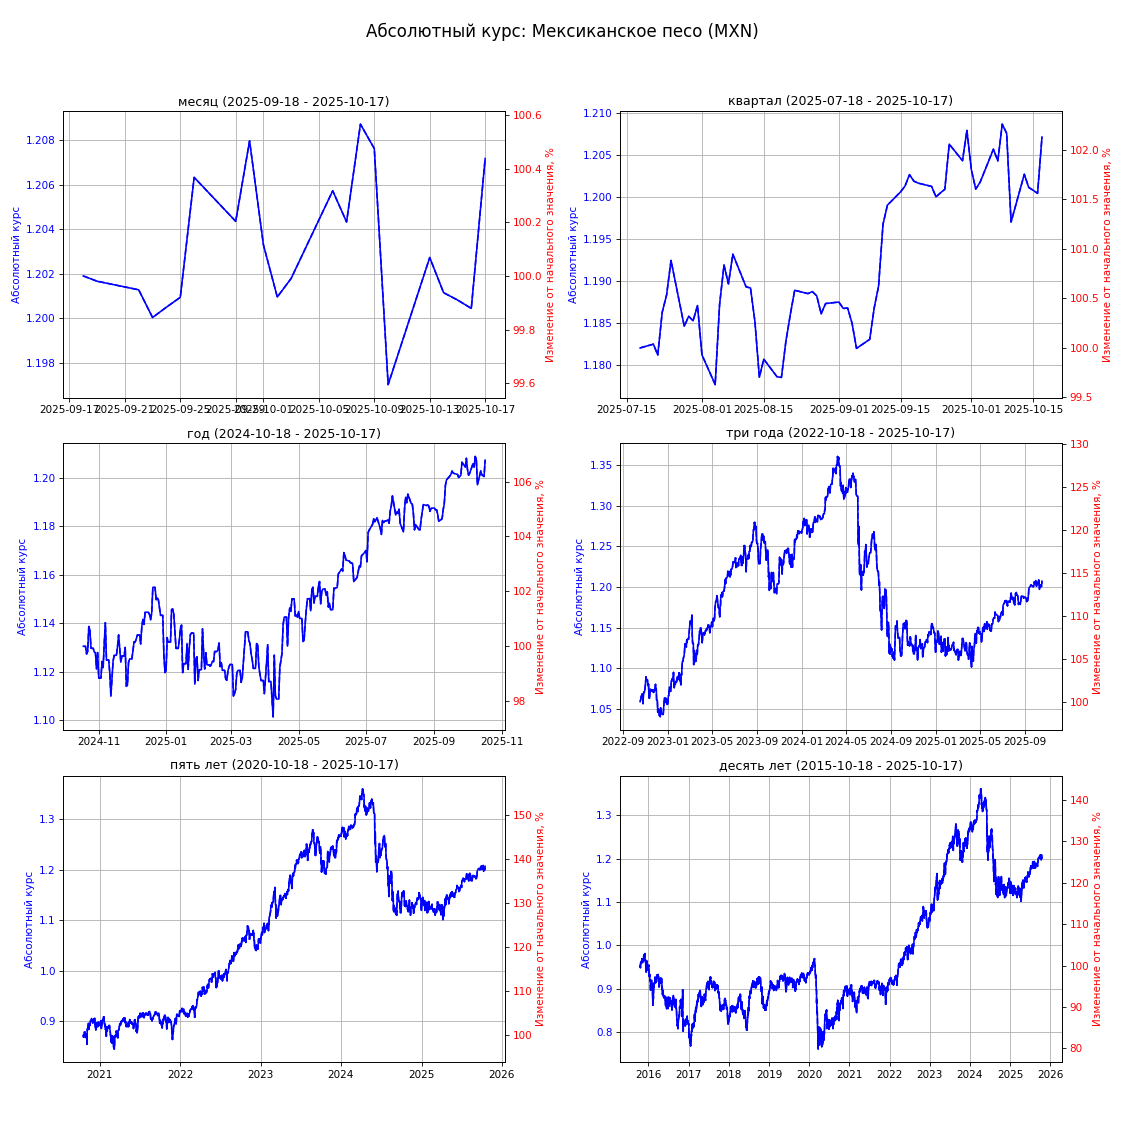 Абсолютный курс: Мексиканское песо (MXN)
месяц (2025-09-18 - 2025-10-17)
Абсолютный курс
1.208
1.206
1.204
1.202
1.200
1.198
100.6
100.4
100.2
100.0
99.8
99.6
Изменение от начального значения, %
2025-09-17 2025-09-21 2025-09-25 2025-09-29 2025-10-01 2025-10-05 2025-10-09 2025-10-13 2025-10-17
квартал (2025-07-18 - 2025-10-17)
Абсолютный курс
1.210
1.205
1.200
1.195
1.190
1.185
1.180
102.0
101.5
101.0
100.5
100.0
99.5
Изменение от начального значения, %
2025-07-15 2025-08-01 2025-08-15 2025-09-01 2025-09-15 2025-10-01 2025-10-15
год (2024-10-18 - 2025-10-17)
Абсолютный курс
1.20
1.18
1.16
1.14
1.12
1.10
106
104
102
100
98
Изменение от начального значения, %
2024-11 2025-01 2025-03 2025-05 2025-07 2025-09 2025-11
три года (2022-10-18 - 2025-10-17)
Абсолютный курс
1.35
1.30
1.25
1.20
1.15
1.10
1.05
130
125
120
115
110
105
100
Изменение от начального значения, %
2022-09 2023-01 2023-05 2023-09 2024-01 2024-05 2024-09 2025-01 2025-05 2025-09
пять лет (2020-10-18 - 2025-10-17)
Абсолютный курс
1.3
1.2
1.1
1.0
0.9
150
140
130
120
110
100
Изменение от начального значения, %
2021 2022 2023 2024 2025 2026
десять лет (2015-10-18 - 2025-10-17)
Абсолютный курс
1.3
1.2
1.1
1.0
0.9
0.8
140
130
120
110
100
90
80
Изменение от начального значения, %
2016 2017 2018 2019 2020 2021 2022 2023 2024 2025 2026